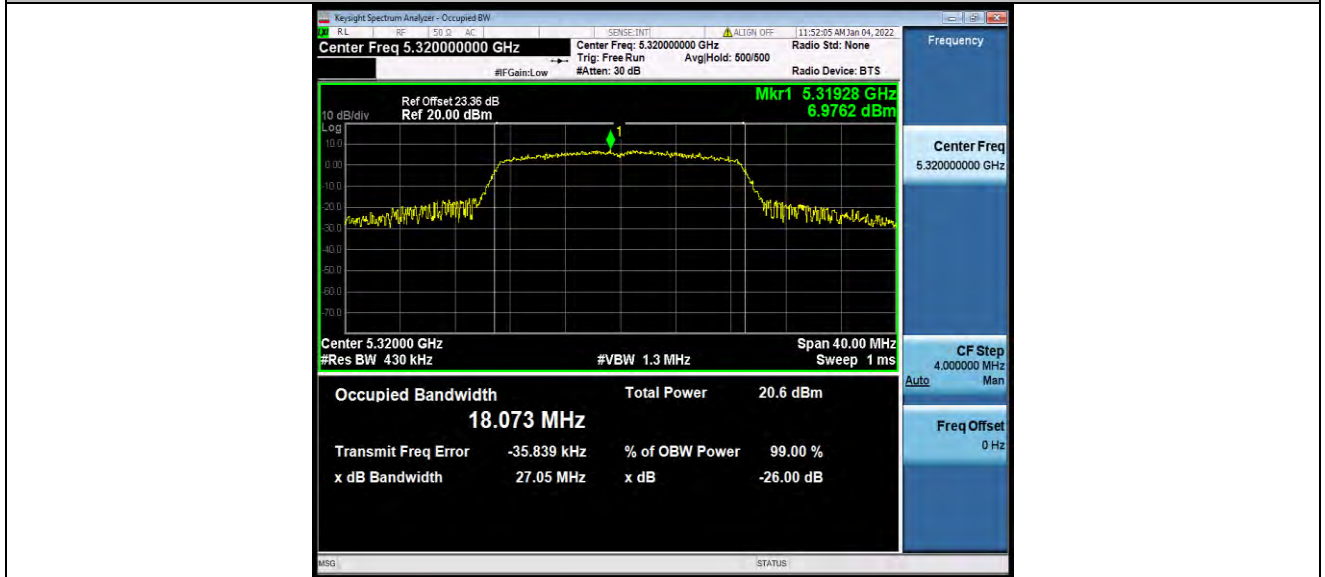 Keysight Spectrum Analyzer - Occupied BW
RL RF 50 Ω AC SENSE:INT ALIGN OFF 11:52:05 AM Jan 04, 2022
Center Freq 5.320000000 GHz
Center Freq: 5.320000000 GHz
Radio Std: None
Trig: Free Run Avg|Hold: 500/500
#IFGain:Low
#Atten: 30 dB
Radio Device: BTS
Frequency
Mkr1 5.31928 GHz
6.9762 dBm
Ref Offset 23.36 dB
10 dB/div Ref 20.00 dBm
Log
1
10.0
0.00
-10.0
-20.0
-30.0
-40.0
-50.0
-60.0
-70.0
Center 5.32000 GHz
Span 40.00 MHz
#Res BW 430 kHz
#VBW 1.3 MHz
Sweep 1 ms
Center Freq
5.320000000 GHz
CF Step
4.000000 MHz
Auto Man
Freq Offset
0 Hz
Occupied Bandwidth
18.073 MHz
Total Power 20.6 dBm
Transmit Freq Error -35.839 kHz
% of OBW Power 99.00 %
x dB Bandwidth 27.05 MHz
x dB -26.00 dB
MSG
STATUS